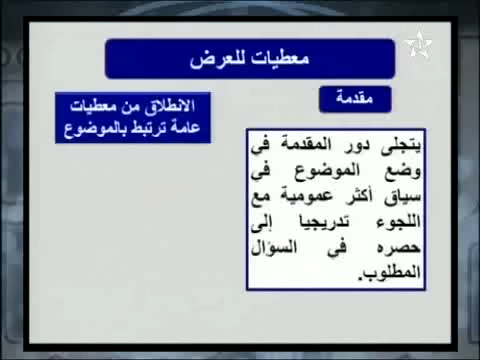 معطيات للعرض
مقدمة
الانطلاق من معطيات
عامة ترتبط بالموضوع
يتجلى دور المقدمة في
وضع الموضوع في
سياق أكثر عمومية مع
اللجوء تدريجيا إلى
حصره في السؤال
المطلوب.